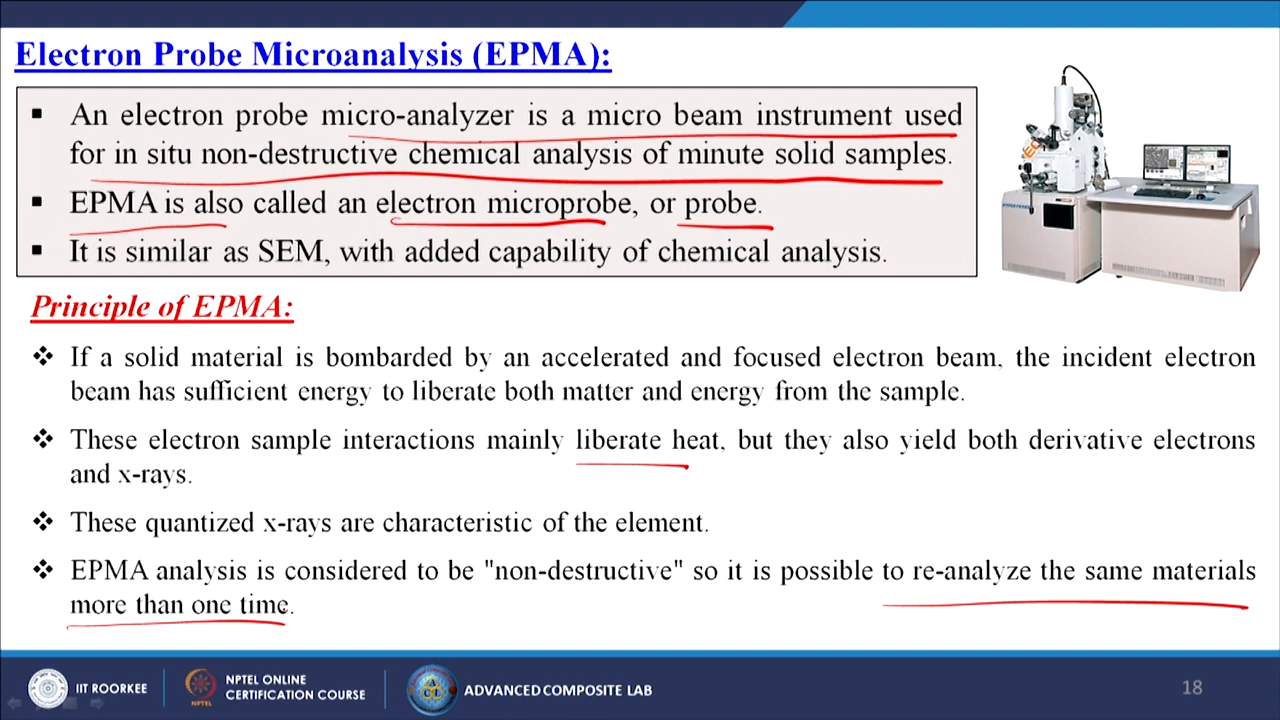 Electron Probe Microanalysis (EPMA):
▪ An electron probe micro-analyzer is a micro beam instrument used
for in situ non-destructive chemical analysis of minute solid samples.
▪ EPMA is also called an electron microprobe, or probe.
▪ It is similar as SEM, with added capability of chemical analysis.
Principle of EPMA:
❖ If a solid material is bombarded by an accelerated and focused electron beam, the incident electron
beam has sufficient energy to liberate both matter and energy from the sample.
❖ These electron sample interactions mainly liberate heat, but they also yield both derivative electrons
and x-rays.
❖ These quantized x-rays are characteristic of the element.
❖ EPMA analysis is considered to be "non-destructive" so it is possible to re-analyze the same materials
more than one time.
IIT ROORKEE
NPTEL
NPTEL ONLINE
CERTIFICATION COURSE
ADVANCED COMPOSITE LAB
18